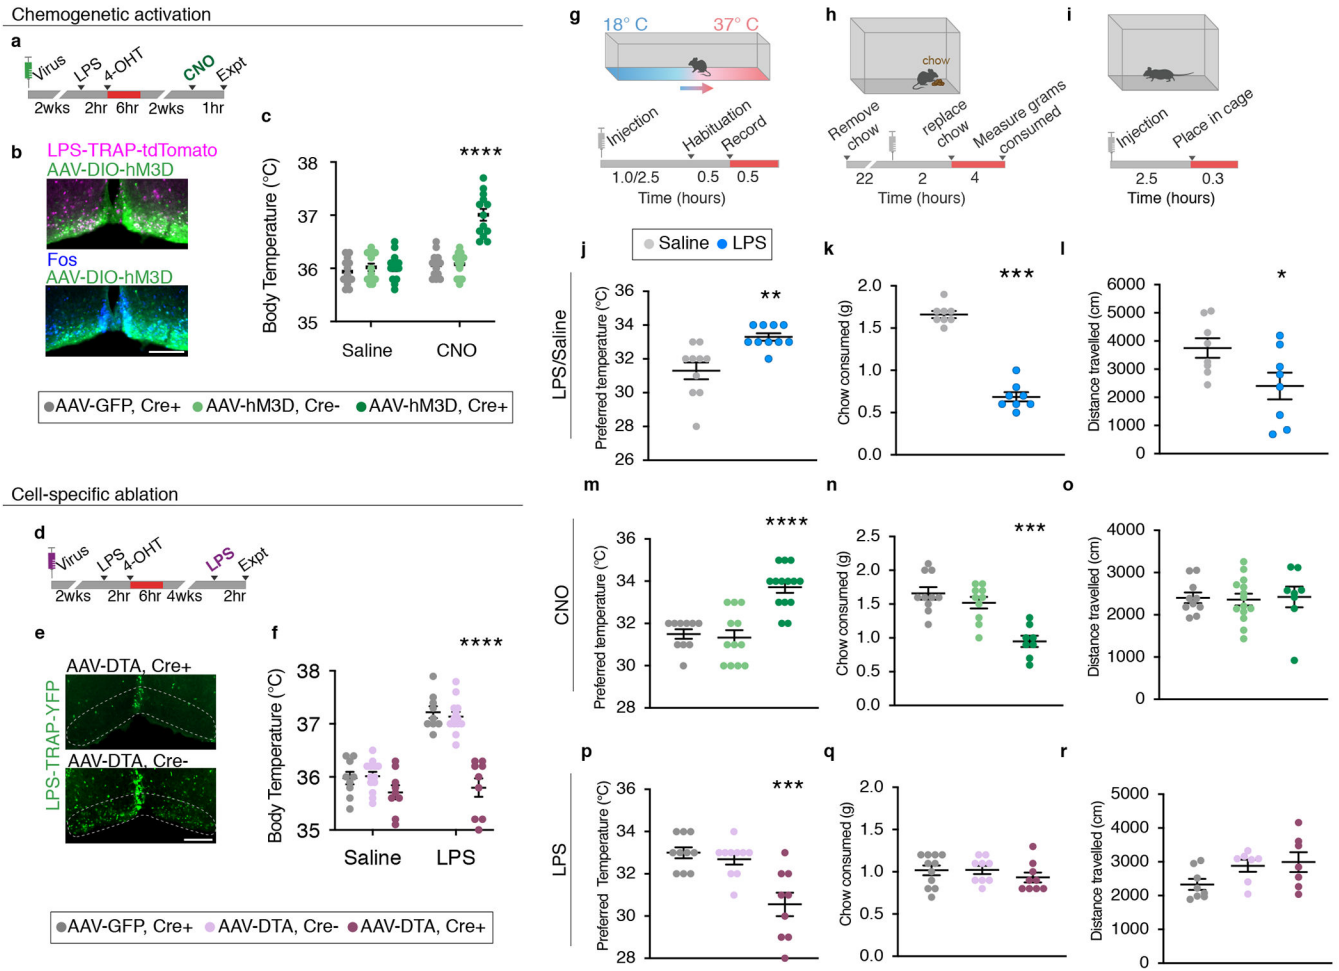 Chemogenetic activation
a
Virus
LPS
4-OHT
CNO
Expt
2wks
2hr
6hr
2wks
1hr
b
LPS-TRAP-tdTomato
AAV-DIO-hM3D
Fos
AAV-DIO-hM3D
c
Body Temperature (°C)
38
37
36
35
****
Saline
CNO
AAV-GFP, Cre+
AAV-hM3D, Cre-
AAV-hM3D, Cre+
Cell-specific ablation
d
Virus
LPS
4-OHT
LPS
Expt
2wks
2hr
6hr
4wks
2hr
e
LPS-TRAP-YFP
AAV-DTA, Cre+
AAV-DTA, Cre-
f
Body Temperature (°C)
38
37
36
35
****
Saline
LPS
AAV-GFP, Cre+
AAV-DTA, Cre-
AAV-DTA, Cre+
g
18° C
37° C
Injection
Habituation
Record
1.0/2.5
0.5
0.5
Time (hours)
h
chow
Remove
chow
replace
chow
Measure grams
consumed
22
2
4
Time (hours)
i
Injection
Place in cage
2.5
0.3
Time (hours)
Saline
LPS
LPS/Saline
j
Preferred temperature (°C)
36
34
32
30
28
26
**
k
Chow consumed (g)
2.0
1.5
1.0
0.5
0.0
***
l
Distance travelled (cm)
6000
5000
4000
3000
2000
1000
0
*
CNO
m
Preferred temperature (°C)
36
34
32
30
28
****
n
Chow consumed (g)
2.5
2.0
1.5
1.0
0.5
0.0
***
o
Distance travelled (cm)
4000
3000
2000
1000
0
LPS
p
Preferred Temperature (°C)
36
34
32
30
28
***
q
Chow consumed (g)
2.0
1.5
1.0
0.5
0.0
r
Distance travelled (cm)
5000
4000
3000
2000
1000
0